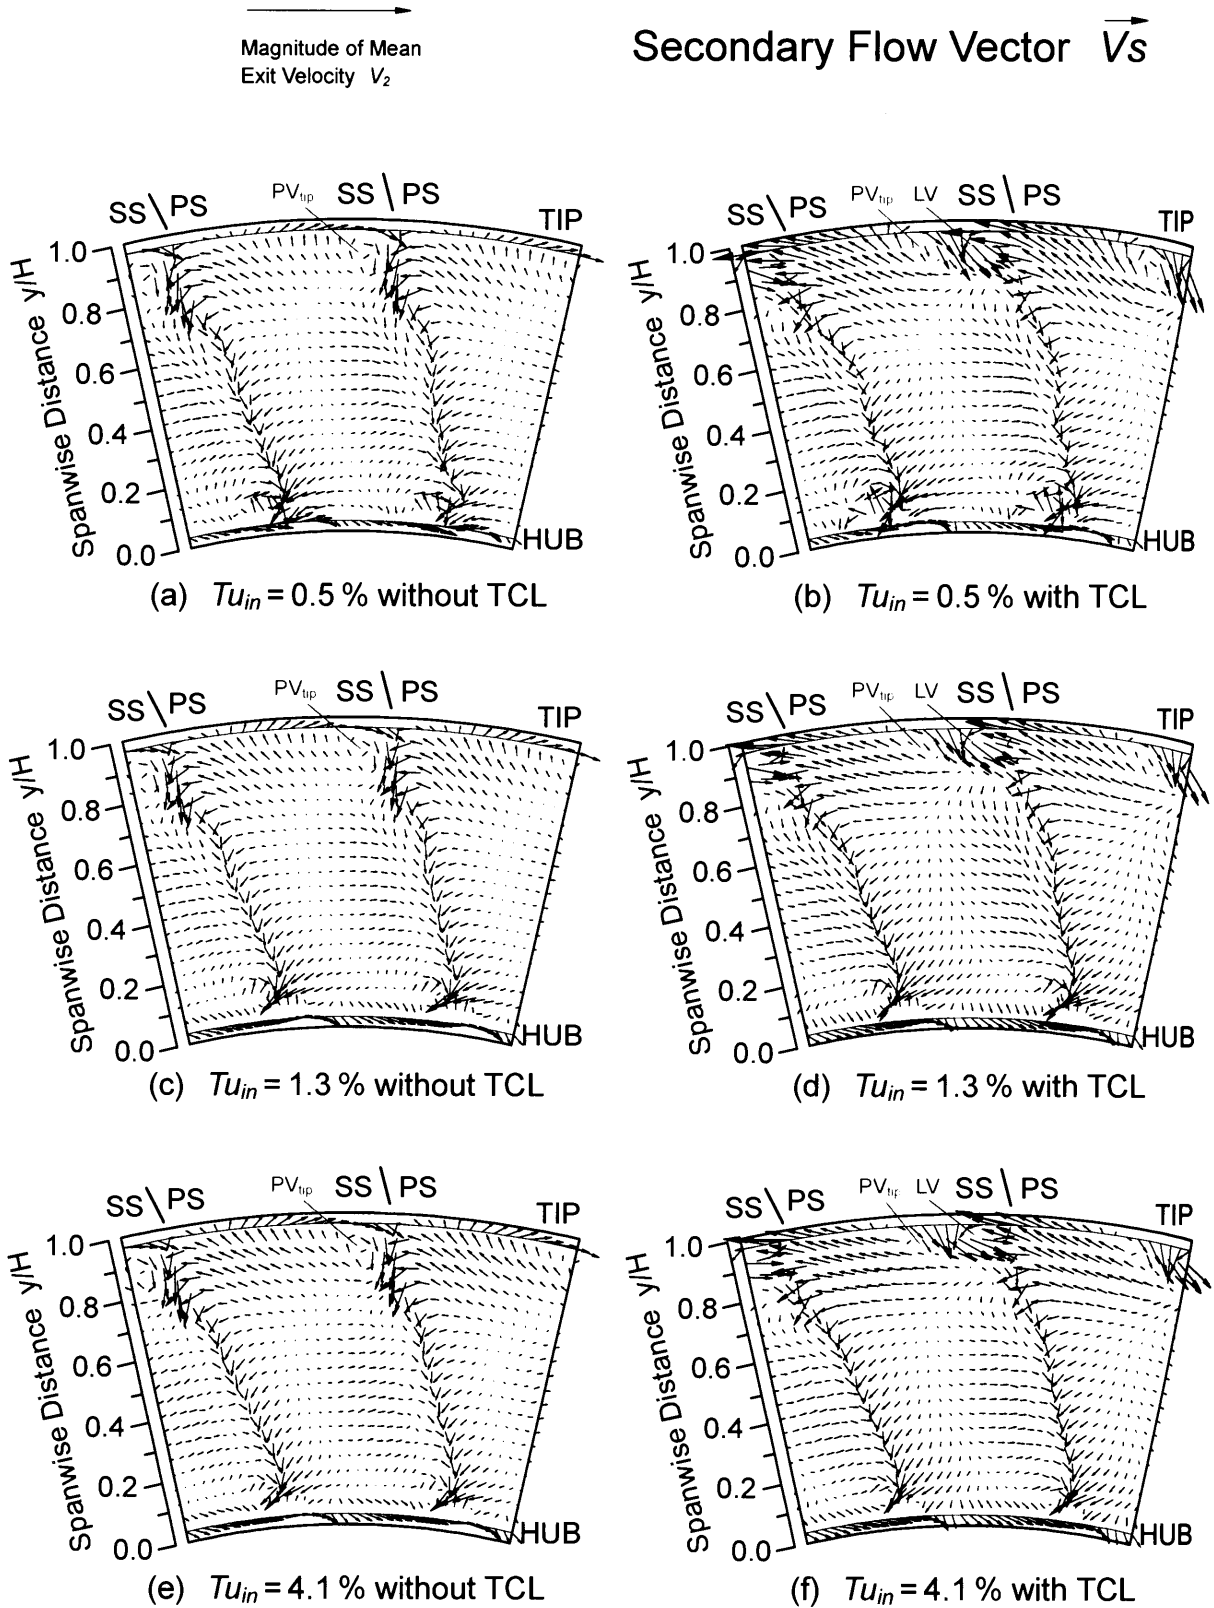 Magnitude of Mean
Exit Velocity V₂
Secondary Flow Vector Vs
SS \ PS PVtip SS \ PS
TIP
1.0
0.8
0.6
0.4
0.2
0.0
Spanwise Distance y/H
HUB
(a) Tuin = 0.5 % without TCL
SS \ PS PVtip LV SS \ PS
TIP
1.0
0.8
0.6
0.4
0.2
0.0
Spanwise Distance y/H
HUB
(b) Tuin = 0.5 % with TCL
SS \ PS PVtip SS \ PS
TIP
1.0
0.8
0.6
0.4
0.2
0.0
Spanwise Distance y/H
HUB
(c) Tuin = 1.3 % without TCL
SS \ PS PVtip LV SS \ PS
TIP
1.0
0.8
0.6
0.4
0.2
0.0
Spanwise Distance y/H
HUB
(d) Tuin = 1.3 % with TCL
SS \ PS PVtip SS \ PS
TIP
1.0
0.8
0.6
0.4
0.2
0.0
Spanwise Distance y/H
HUB
(e) Tuin = 4.1 % without TCL
SS \ PS PVtip LV SS \ PS
TIP
1.0
0.8
0.6
0.4
0.2
0.0
Spanwise Distance y/H
HUB
(f) Tuin = 4.1 % with TCL